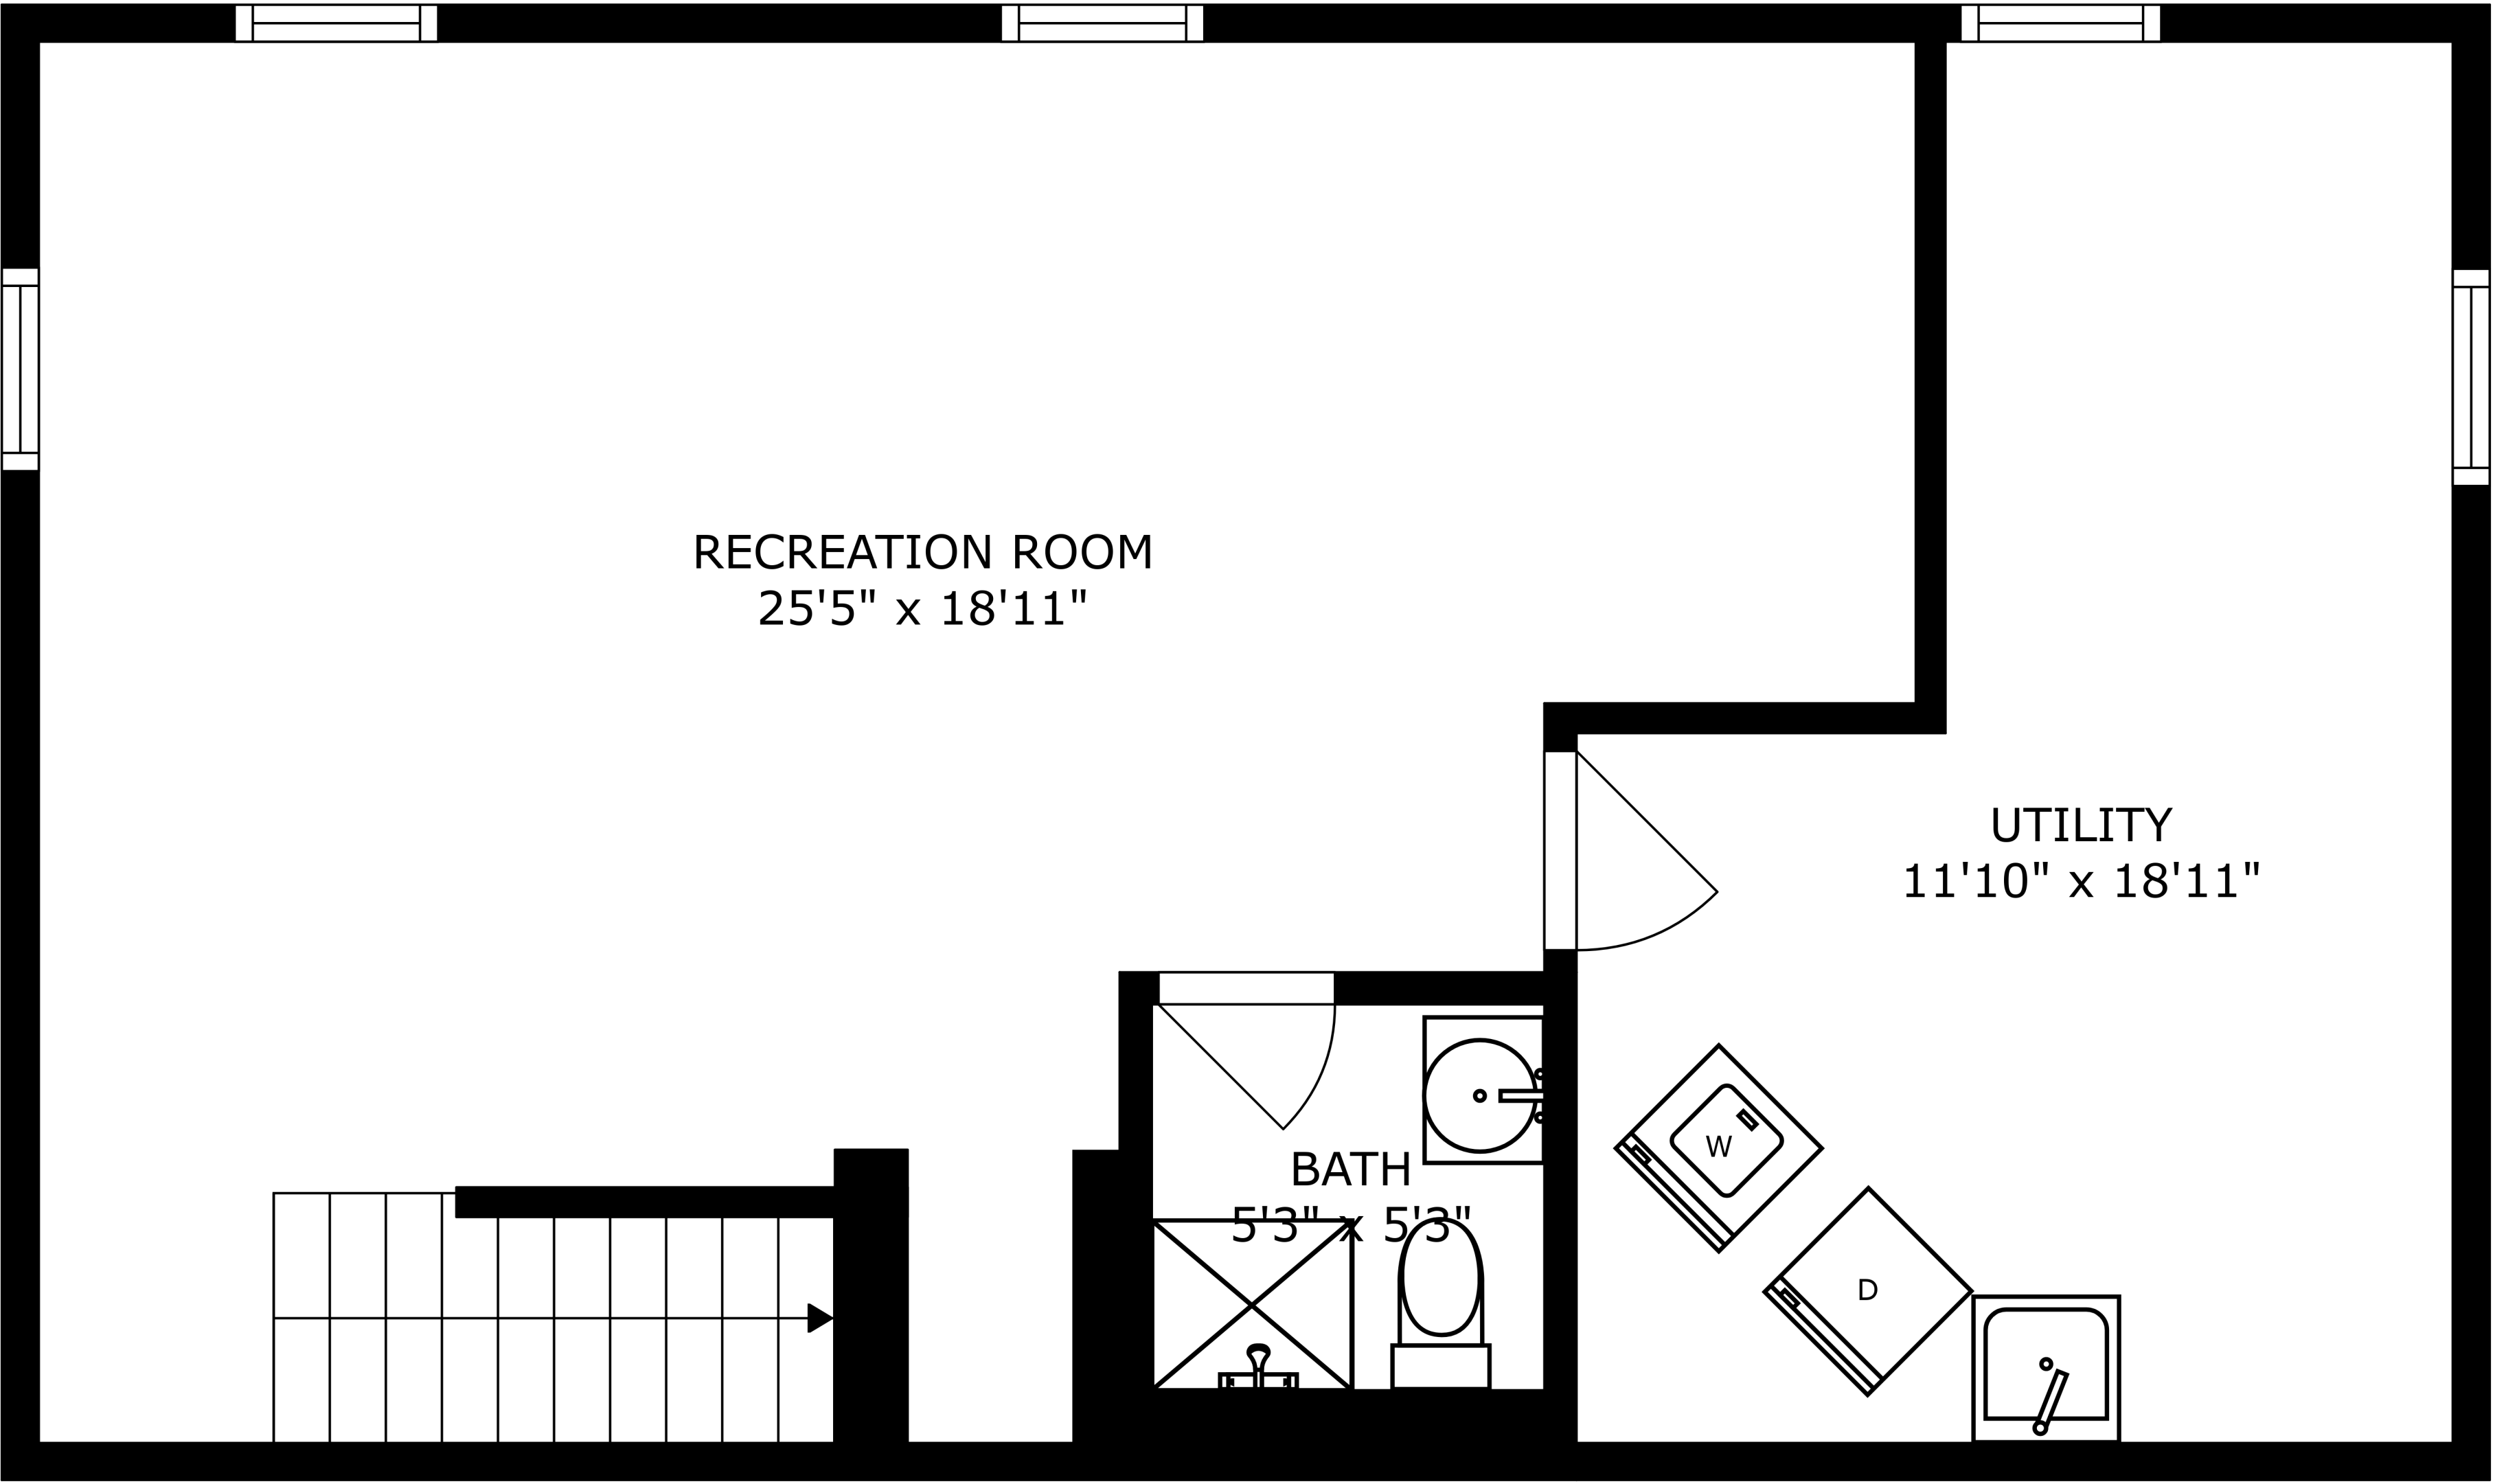 RECREATION ROOM
25'5" x 18'11"
UTILITY
11'10" x 18'11"
BATH
5'3" x 5'3"
W
D